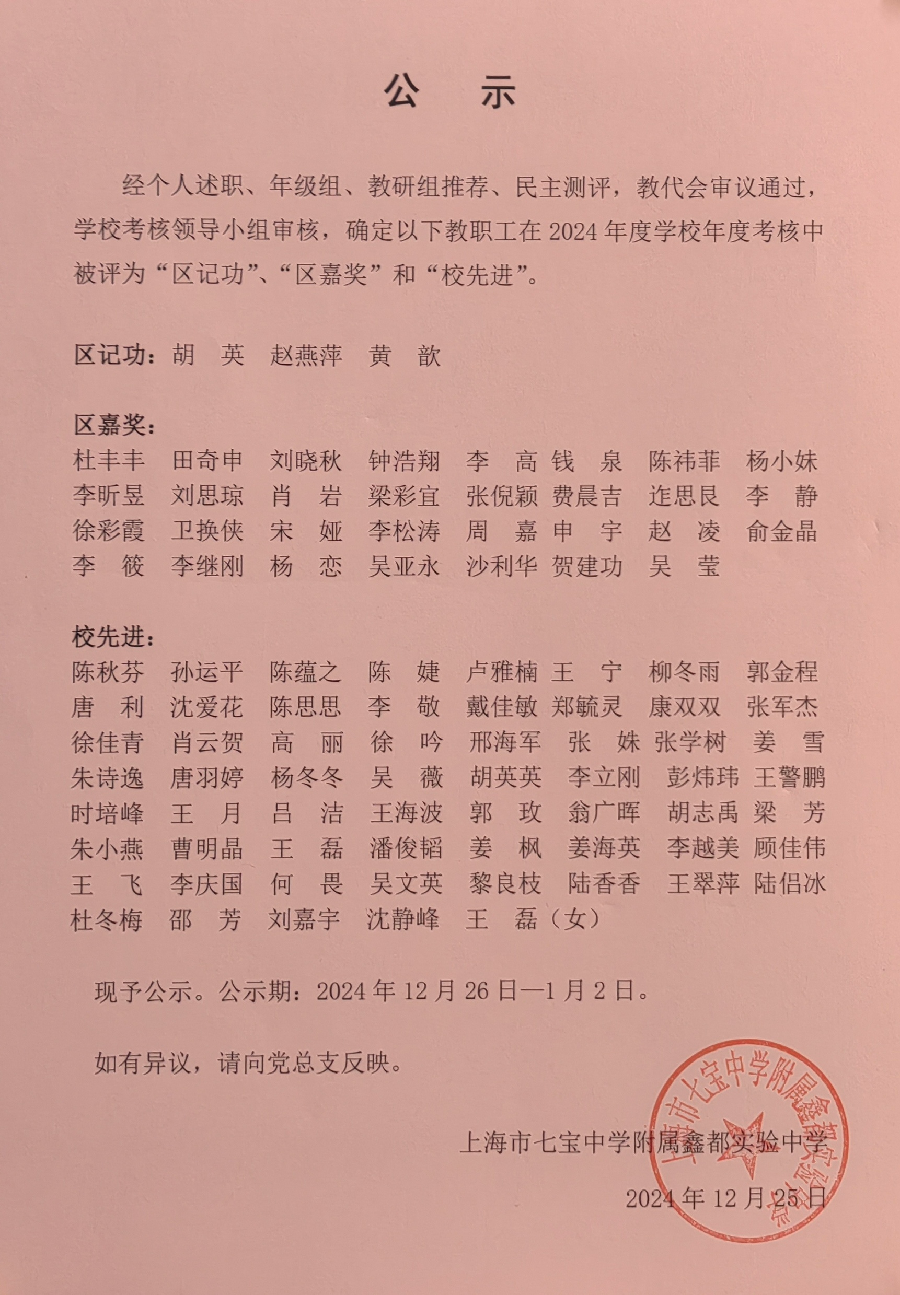 公 示
经个人述职、年级组、教研组推荐、民主测评，教代会审议通过，
学校考核领导小组审核，确定以下教职工在 2024 年度学校年度考核中
被评为“区记功”、“区嘉奖”和“校先进”。
区记功：胡 英 赵燕萍 黄 歆
区嘉奖：
杜丰丰 田奇申 刘晓秋 钟浩翔 李 高 钱 泉 陈祎菲 杨小妹
李昕昱 刘思琼 肖 岩 梁彩宜 张倪颖 费晨吉 迮思艮 李 静
徐彩霞 卫换侠 宋 娅 李松涛 周 嘉 申 宇 赵 凌 俞金晶
李 筱 李继刚 杨 恋 吴亚永 沙利华 贺建功 吴 莹
校先进：
陈秋芬 孙运平 陈蕴之 陈 婕 卢雅楠 王 宁 柳冬雨 郭金程
唐 利 沈爱花 陈思思 李 敬 戴佳敏 郑毓灵 康双双 张军杰
徐佳青 肖云贺 高 丽 徐 吟 邢海军 张 姝 张学树 姜 雪
朱诗逸 唐羽婷 杨冬冬 吴 薇 胡英英 李立刚 彭炜玮 王警鹏
时培峰 王 月 吕 洁 王海波 郭 玫 翁广晖 胡志禹 梁 芳
朱小燕 曹明晶 王 磊 潘俊韬 姜 枫 姜海英 李越美 顾佳伟
王 飞 李庆国 何 畏 吴文英 黎良枝 陆香香 王翠萍 陆侣冰
杜冬梅 邵 芳 刘嘉宇 沈静峰 王 磊（女）
现予公示。公示期：2024 年 12 月 26 日—1 月 2 日。
如有异议，请向党总支反映。
上海市七宝中学附属鑫都实验中学
2024 年 12 月 25 日
上海市七宝中学附属鑫都实验中学